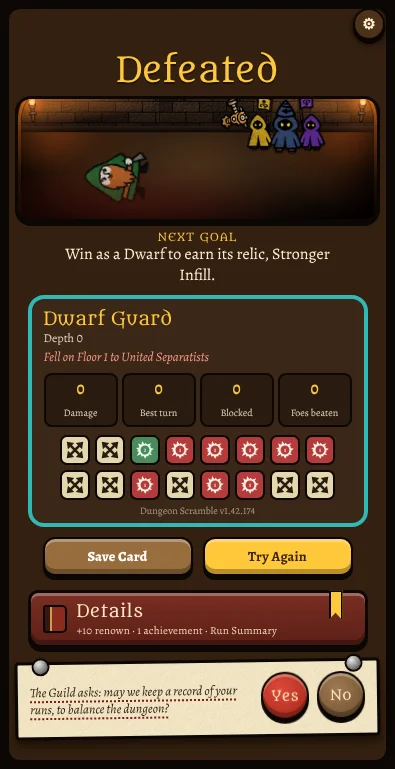 Defeated
NEXT GOAL
Win as a Dwarf to earn its relic, Stronger
Infill.
Dwarf Guard
Depth 0
Fell on Floor 1 to United Separatists
0 0 0 0
Damage Best turn Blocked Foes beaten
Dungeon Scramble v1.42.174
Save Card Try Again
Details
+10 renown · 1 achievement · Run Summary
The Guild asks: may we keep a record of your
runs, to balance the dungeon?
Yes No